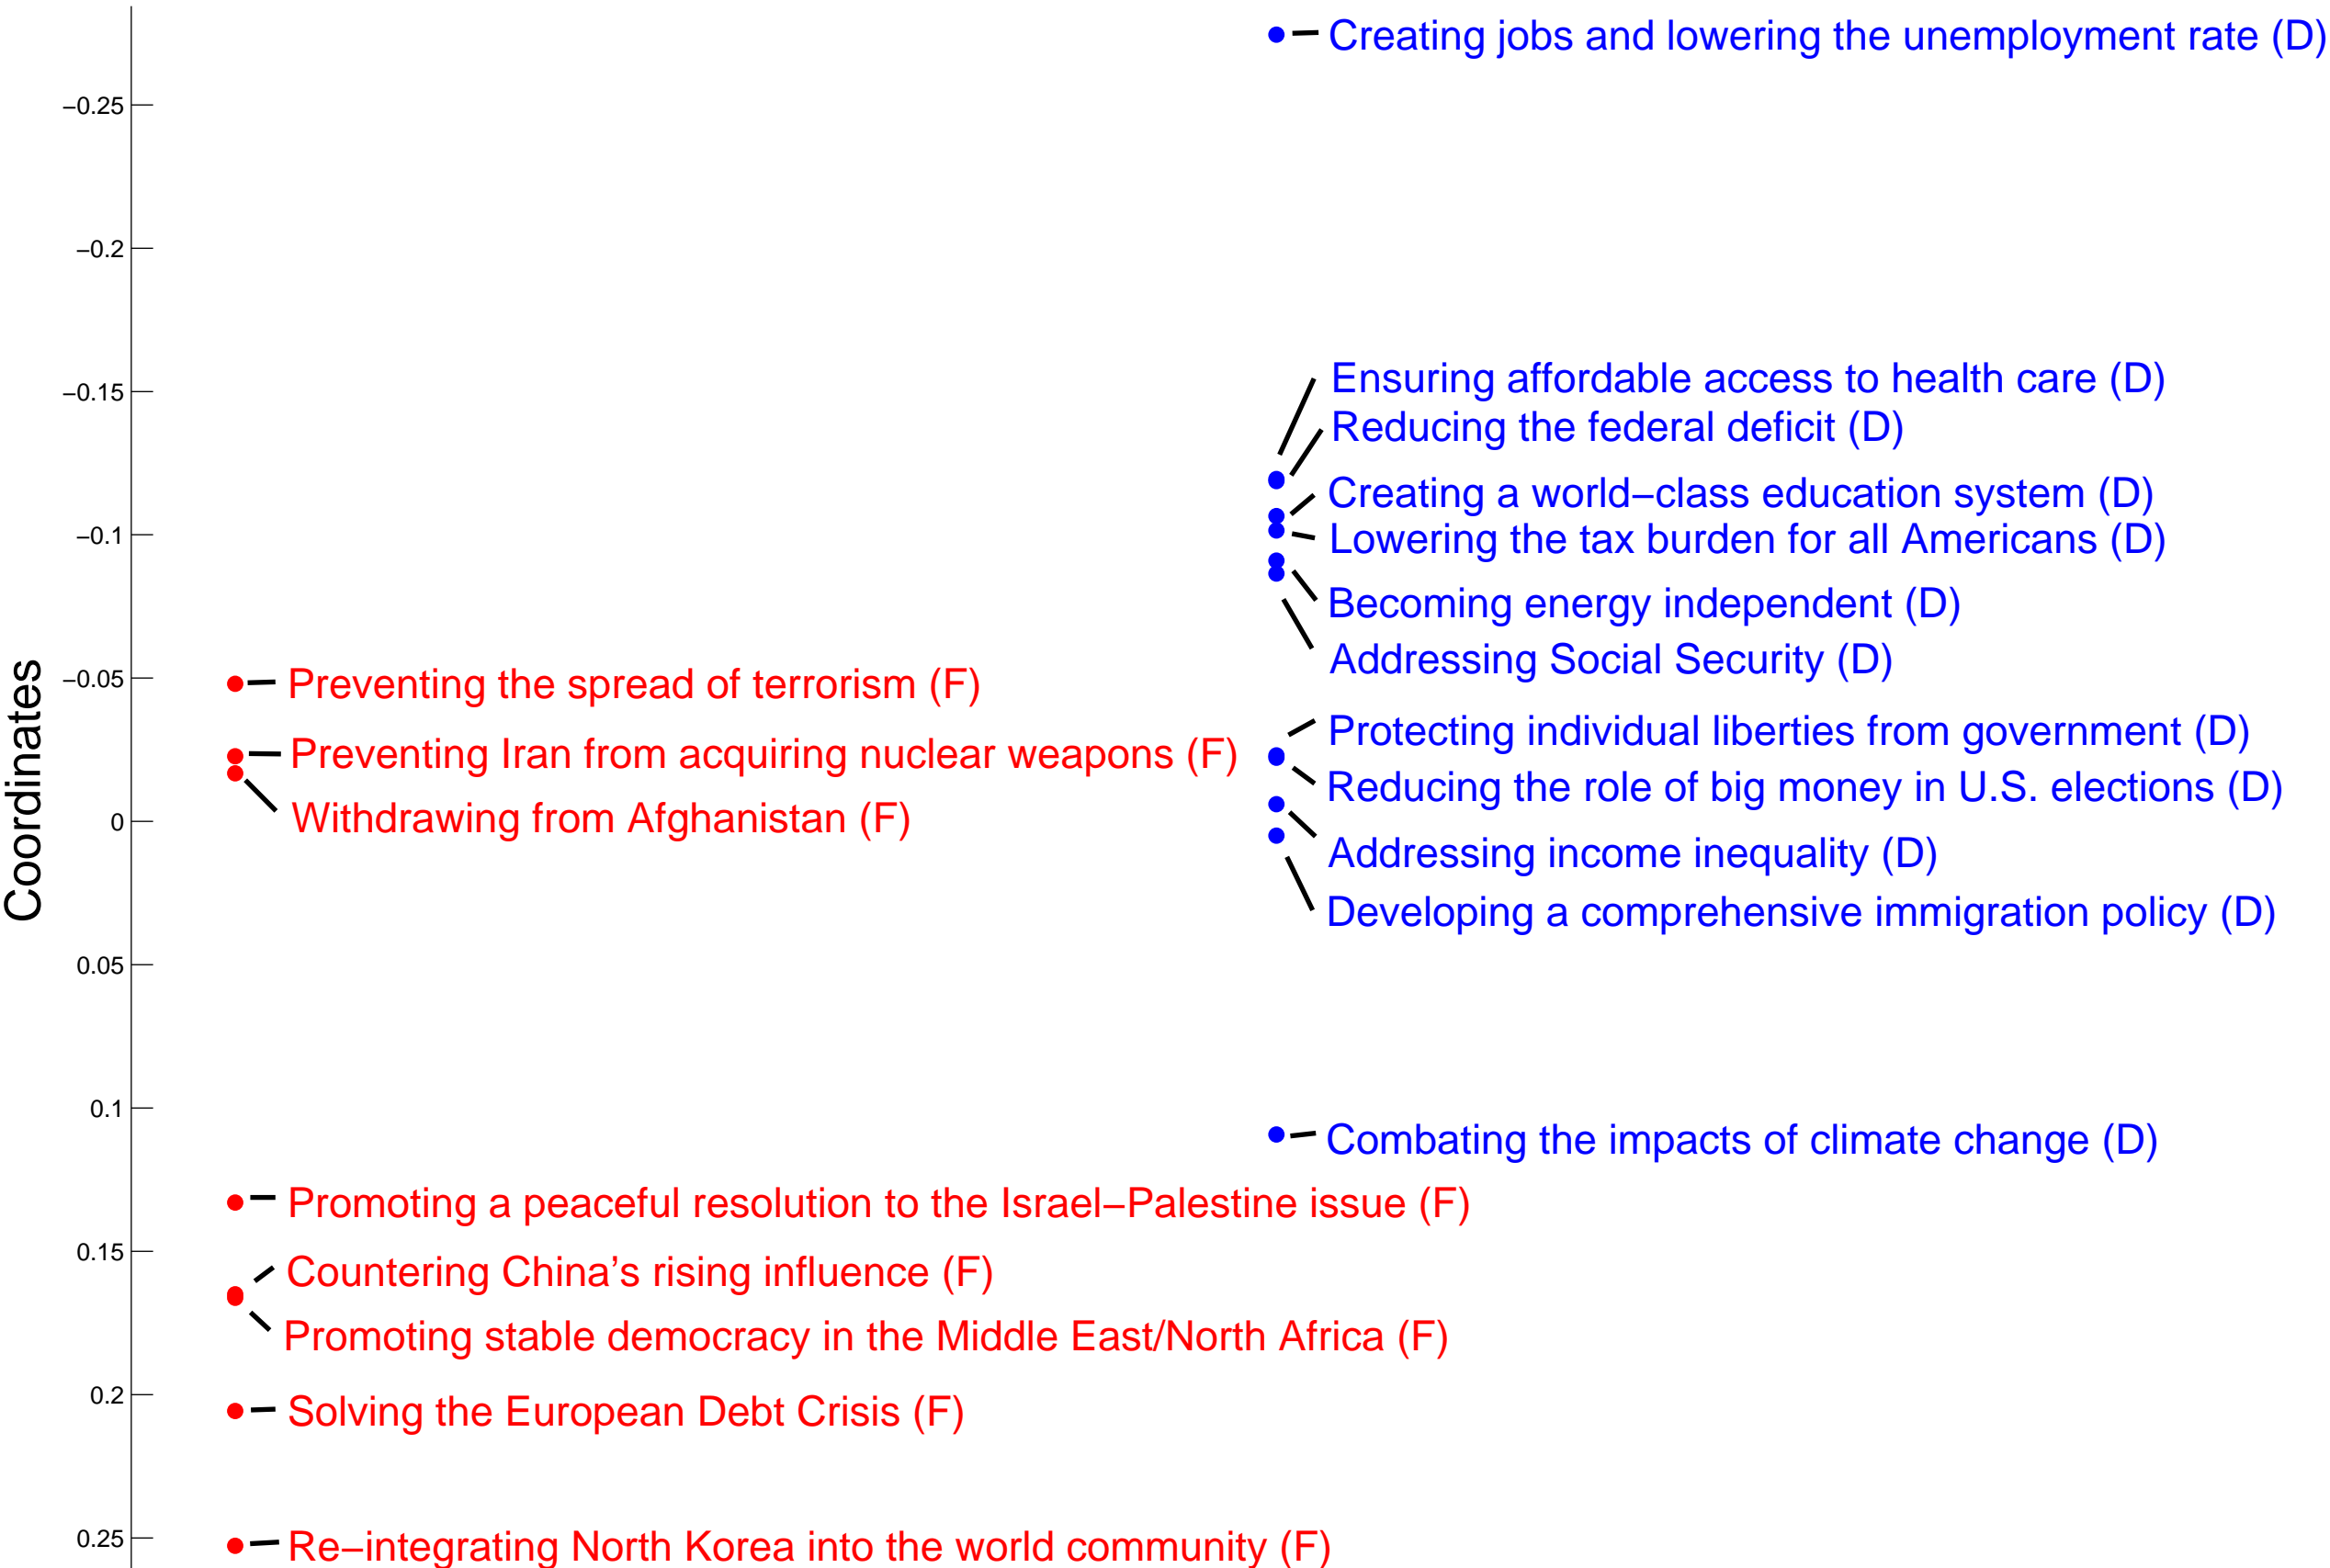 Creating jobs and lowering the unemployment rate (D)
−0.25
−0.2
−0.15
Ensuring affordable access to health care (D)
Reducing the federal deficit (D)
Creating a world−class education system (D)
−0.1
Lowering the tax burden for all Americans (D)
Becoming energy independent (D)
Addressing Social Security (D)
−0.05
Preventing the spread of terrorism (F)
Protecting individual liberties from government (D)
Preventing Iran from acquiring nuclear weapons (F)
Reducing the role of big money in U.S. elections (D)
Coordinates
0
Withdrawing from Afghanistan (F)
Addressing income inequality (D)
Developing a comprehensive immigration policy (D)
0.05
0.1
Combating the impacts of climate change (D)
Promoting a peaceful resolution to the Israel−Palestine issue (F)
0.15
Countering China’s rising influence (F)
Promoting stable democracy in the Middle East/North Africa (F)
0.2
Solving the European Debt Crisis (F)
0.25
Re−integrating North Korea into the world community (F)